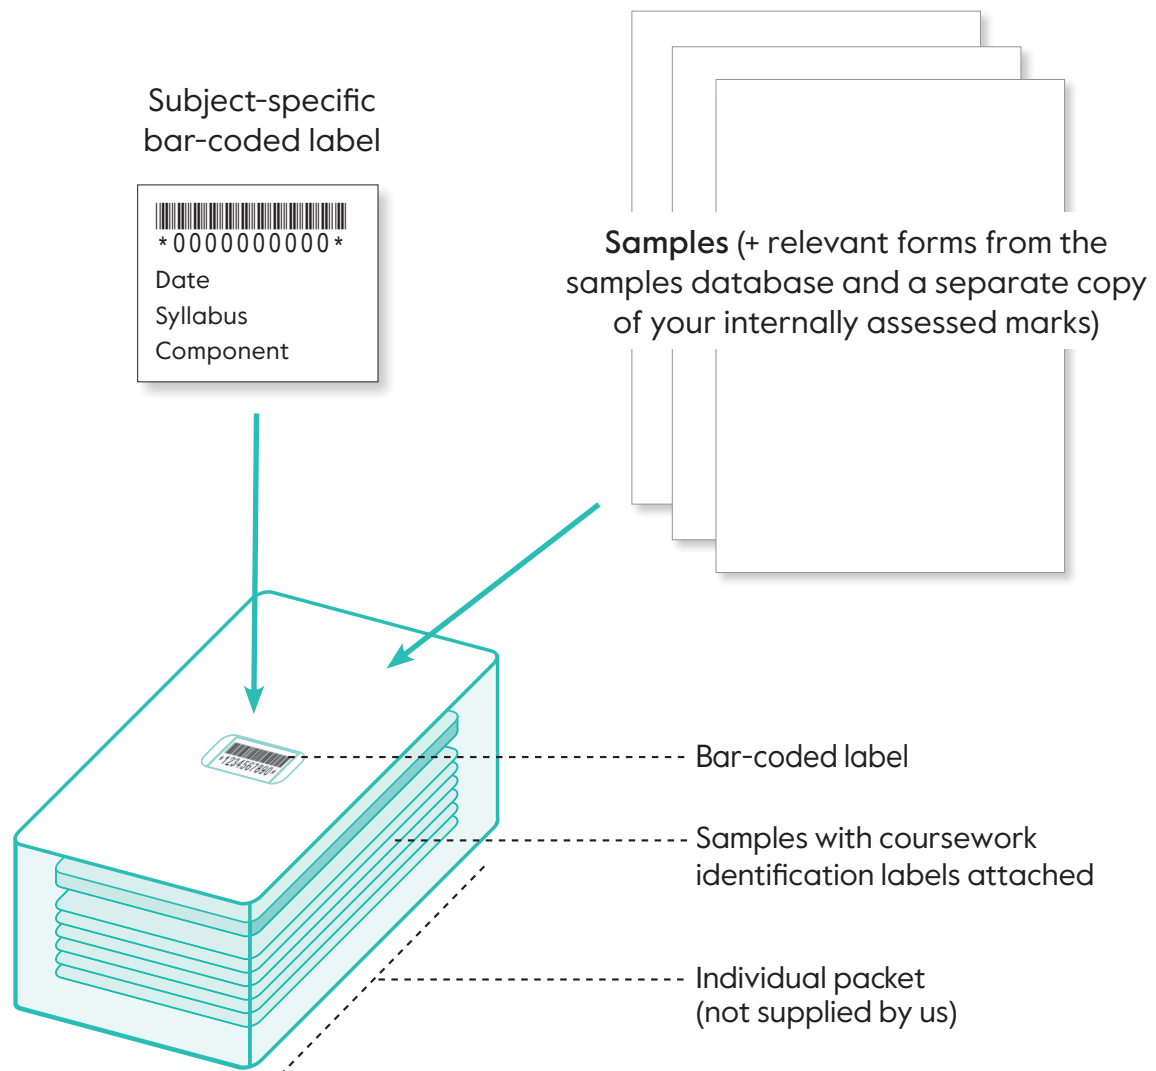 Subject-specific
bar-coded label
*0000000000*
Date
Syllabus
Component
Samples (+ relevant forms from the
samples database and a separate copy
of your internally assessed marks)
*1234567890*
Bar-coded label
Samples with coursework
identification labels attached
Individual packet
(not supplied by us)